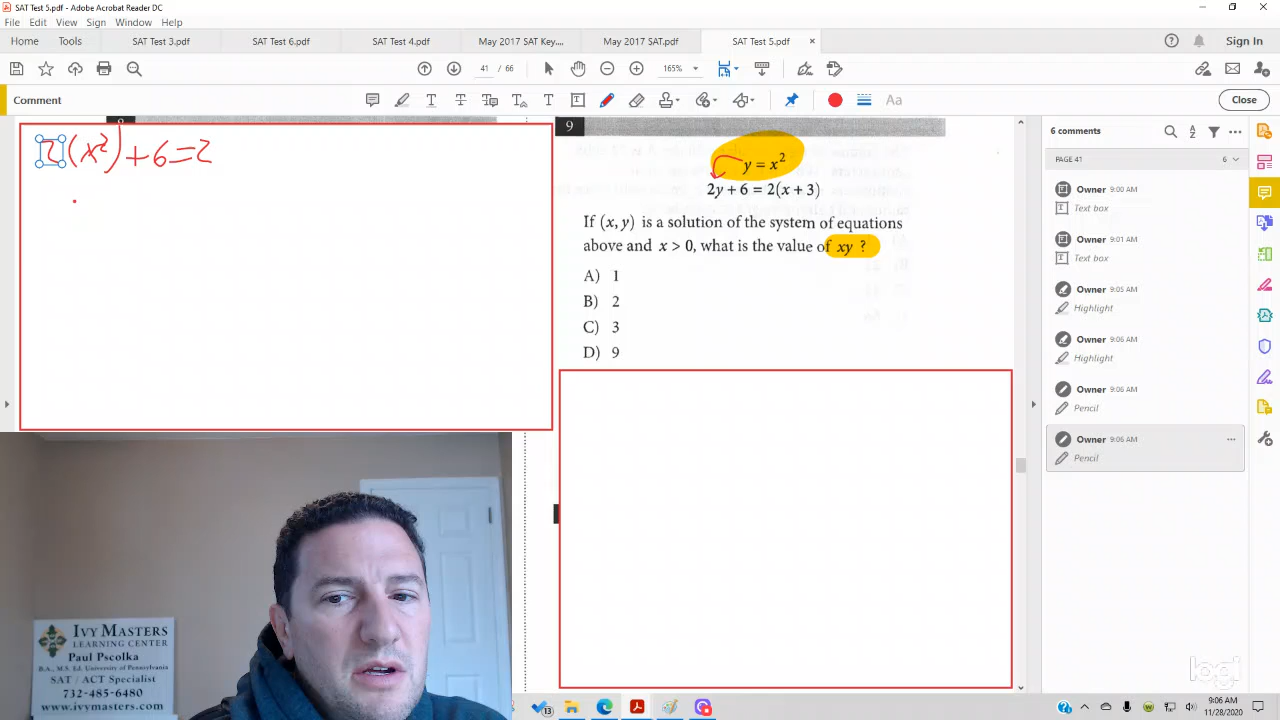 SAT Test 5.pdf - Adobe Acrobat Reader DC
File Edit View Sign Window Help
Home Tools SAT Test 3.pdf SAT Test 6.pdf SAT Test 4.pdf May 2017 SAT Key.... May 2017 SAT.pdf SAT Test 5.pdf × Sign In
41 / 66 165%
Comment Aa Close
2(x²)+6=2
9
y = x²
2y + 6 = 2(x + 3)
If (x, y) is a solution of the system of equations
above and x > 0, what is the value of xy ?
A) 1
B) 2
C) 3
D) 9
6 comments
PAGE 41 6
Owner 9:00 AM
Text box
Owner 9:01 AM
Text box
Owner 9:05 AM
Highlight
Owner 9:06 AM
Highlight
Owner 9:06 AM
Pencil
Owner 9:06 AM
Pencil
IVY MASTERS
LEARNING CENTER
Paul Pscolka
B.A., M.S. Ed. University of Pennsylvania
SAT / ACT Specialist
732-485-6480
www.ivymasters.com
logi
13
9:06 AM
11/28/2020